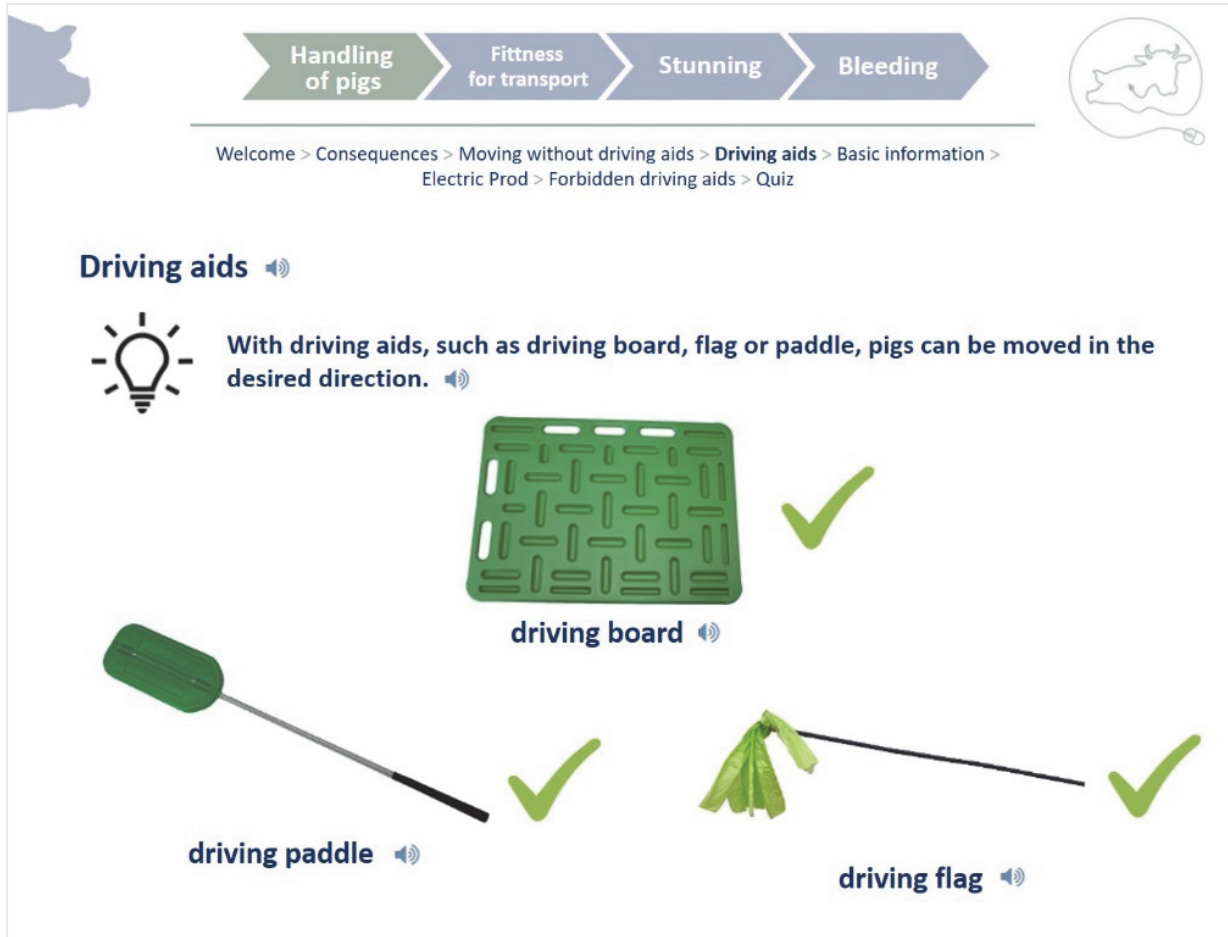 Handling
of pigs
Fittness
for transport
Stunning
Bleeding
Welcome > Consequences > Moving without driving aids > Driving aids > Basic information >
Electric Prod > Forbidden driving aids > Quiz
Driving aids
With driving aids, such as driving board, flag or paddle, pigs can be moved in the
desired direction.
driving board
driving paddle
driving flag